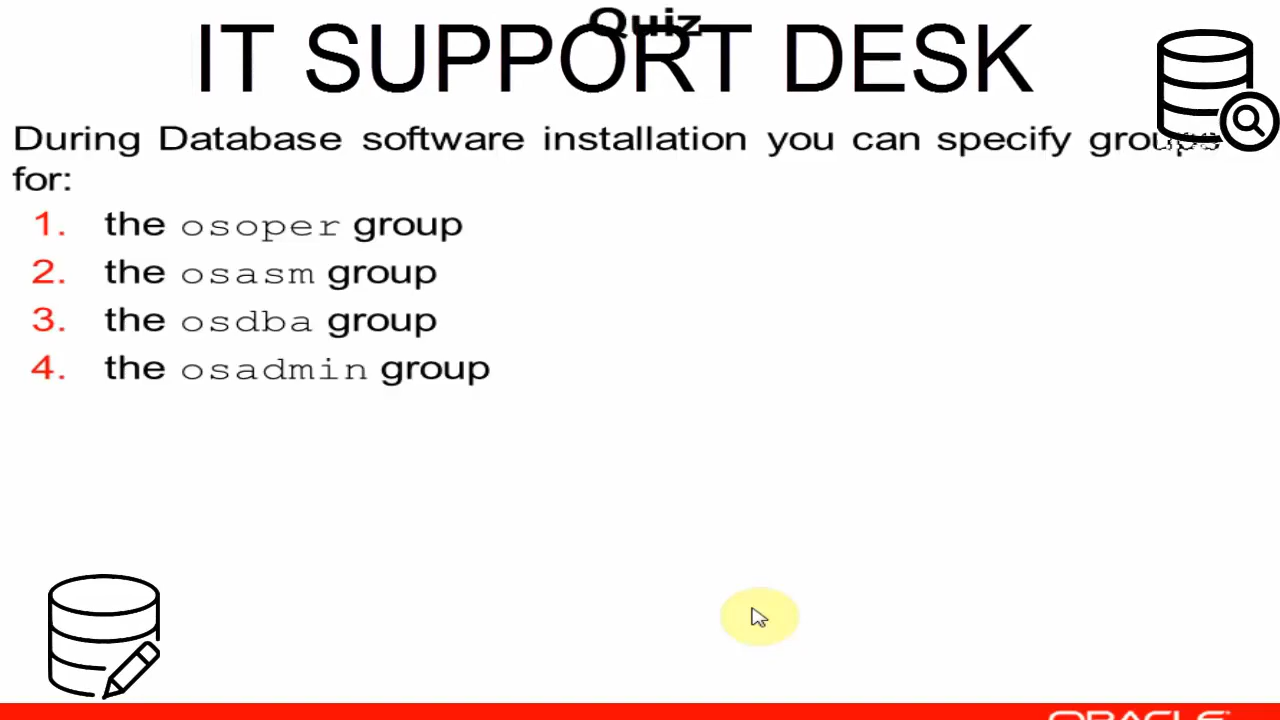 Quiz
IT SUPPORT DESK
During Database software installation you can specify groups
for:
1. the osoper group
2. the osasm group
3. the osdba group
4. the osadmin group
ORACLE